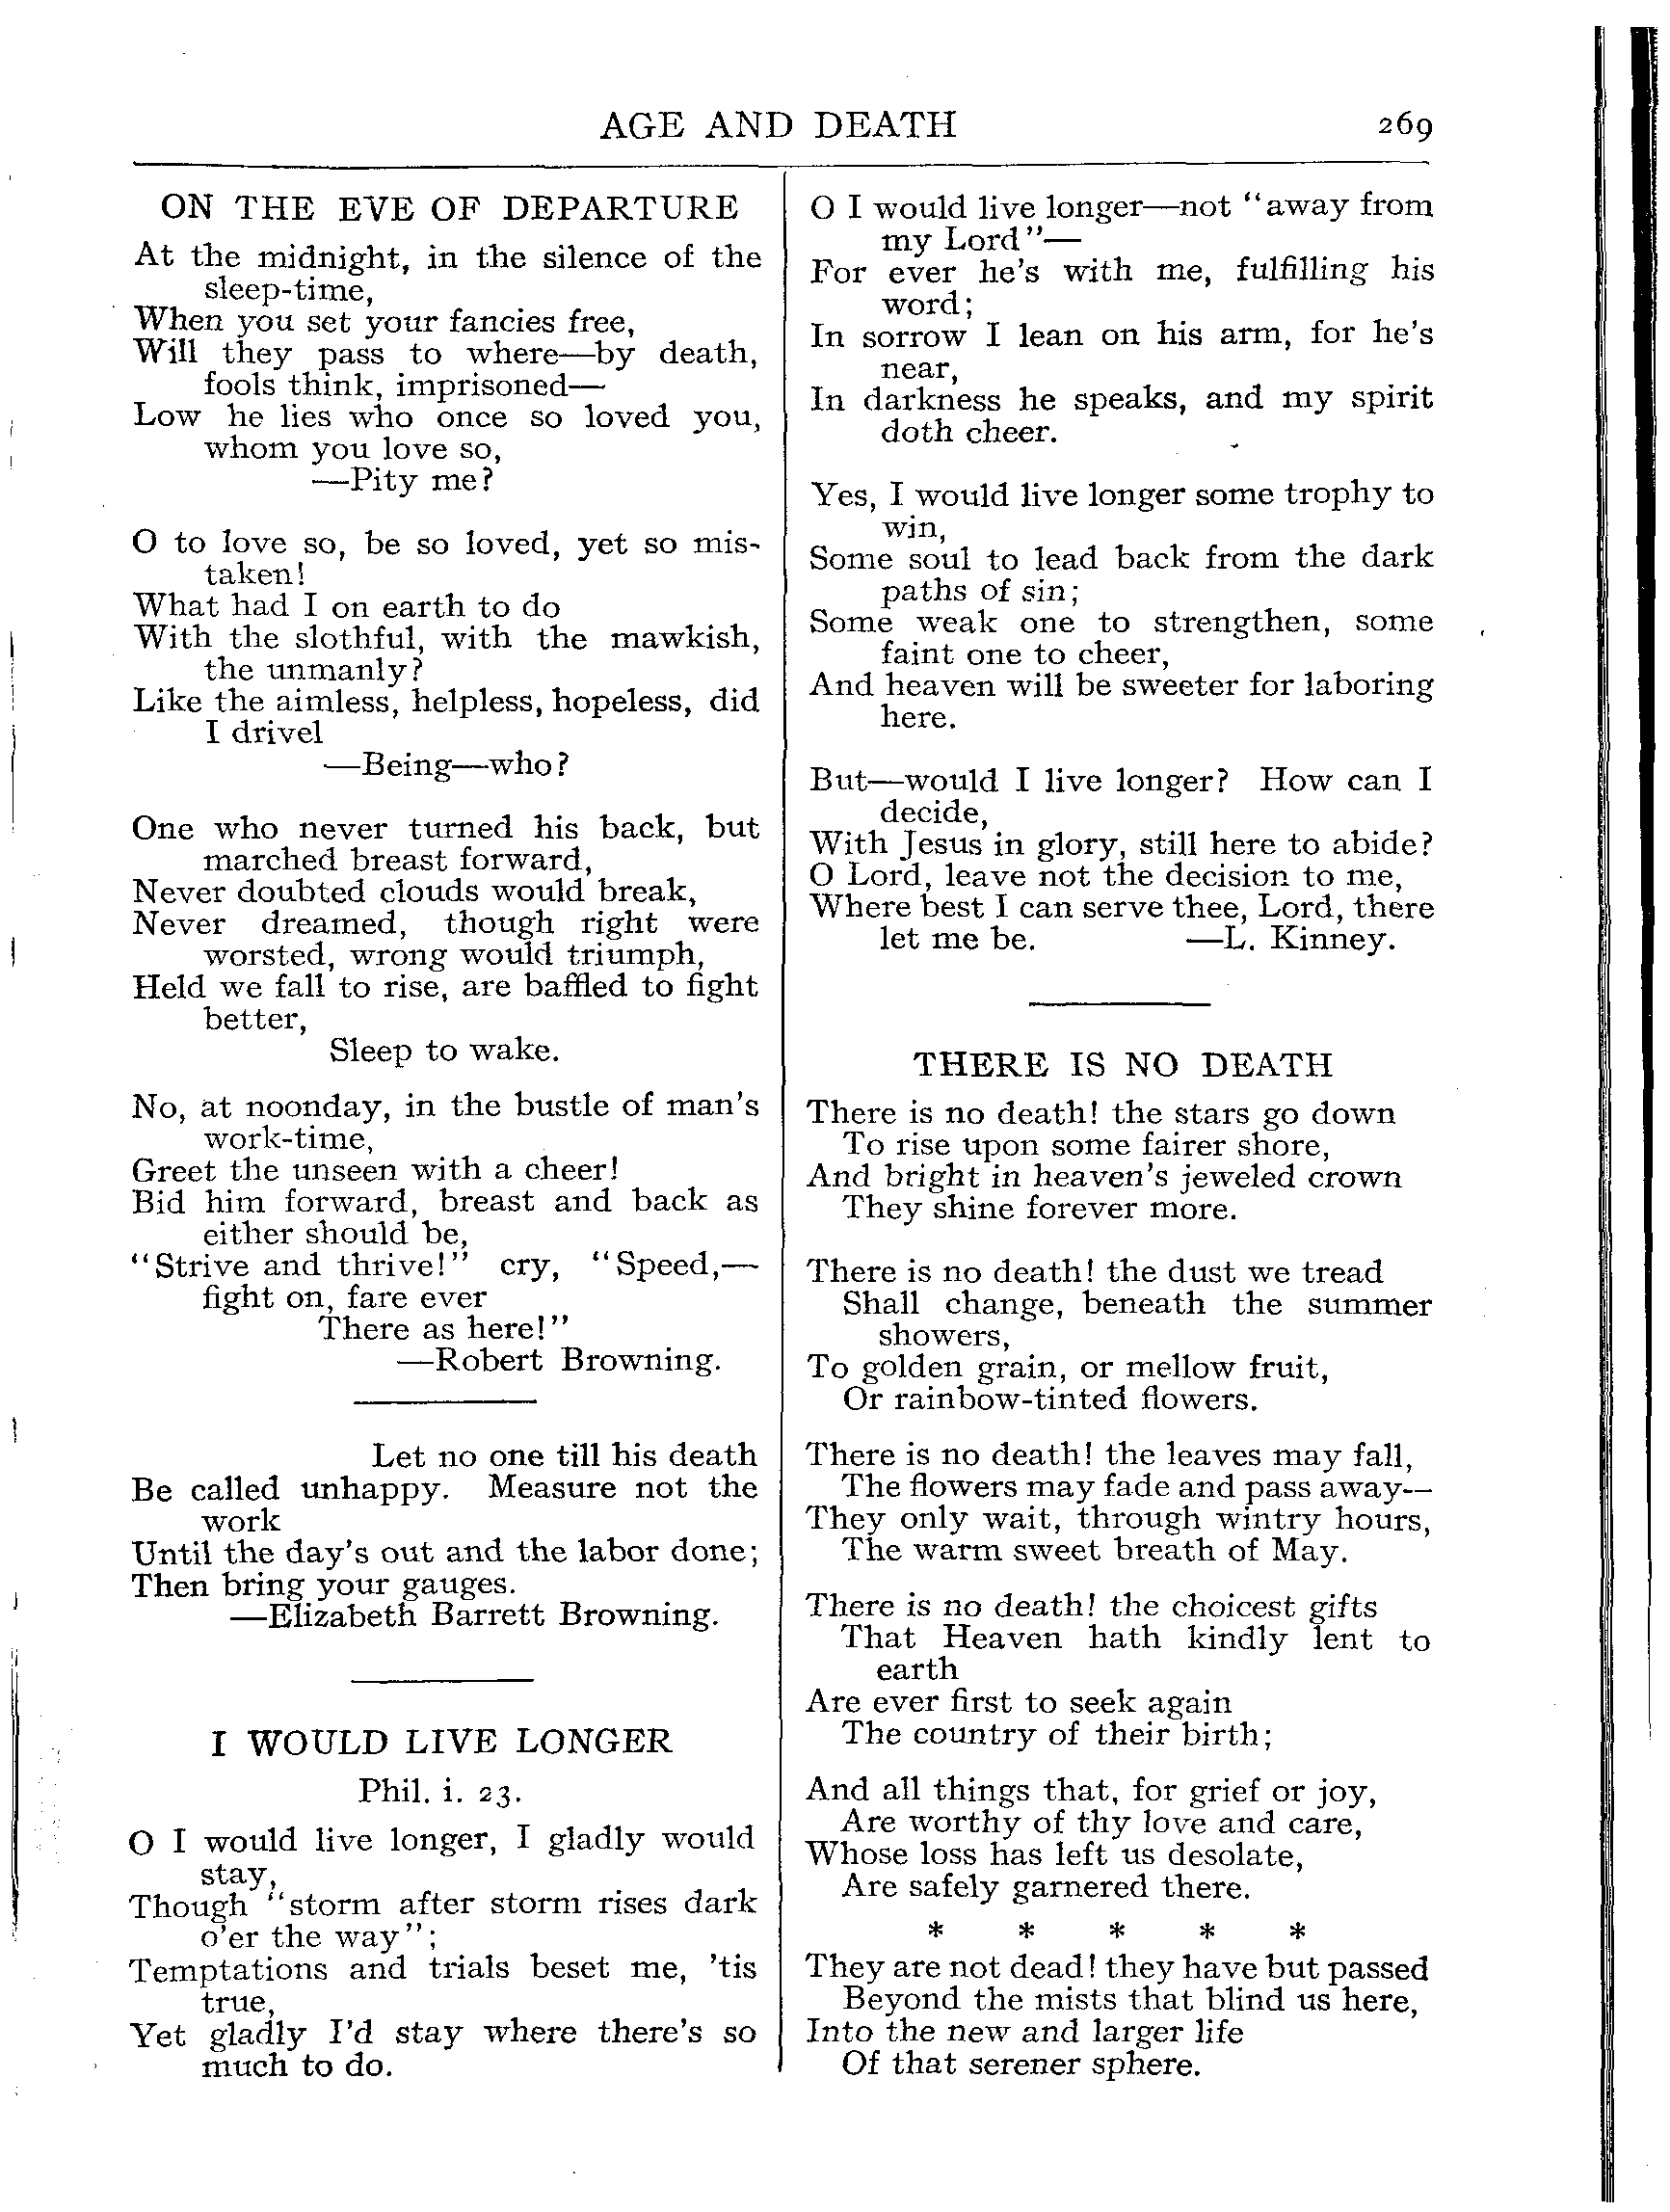 AGE AND DEATH 269
ON THE EVE OF DEPARTURE
At the midnight, in the silence of the
sleep-time,
When you set your fancies free,
Will they pass to where—by death,
fools think, imprisoned—
Low he lies who once so loved you,
whom you love so,
—Pity me?
O to love so, be so loved, yet so mis-
taken!
What had I on earth to do
With the slothful, with the mawkish,
the unmanly?
Like the aimless, helpless, hopeless, did
I drivel
—Being—who?
One who never turned his back, but
marched breast forward,
Never doubted clouds would break,
Never dreamed, though right were
worsted, wrong would triumph,
Held we fall to rise, are baffled to fight
better,
Sleep to wake.
No, at noonday, in the bustle of man's
work-time,
Greet the unseen with a cheer!
Bid him forward, breast and back as
either should be,
"Strive and thrive!" cry, "Speed,—
fight on, fare ever
There as here!"
—Robert Browning.
Let no one till his death
Be called unhappy. Measure not the
work
Until the day's out and the labor done;
Then bring your gauges.
—Elizabeth Barrett Browning.
I WOULD LIVE LONGER
Phil. i. 23.
O I would live longer, I gladly would
stay,
Though "storm after storm rises dark
o'er the way";
Temptations and trials beset me, 'tis
true,
Yet gladly I'd stay where there's so
much to do.
O I would live longer—not "away from
my Lord"—
For ever he's with me, fulfilling his
word;
In sorrow I lean on his arm, for he's
near,
In darkness he speaks, and my spirit
doth cheer.
Yes, I would live longer some trophy to
win,
Some soul to lead back from the dark
paths of sin;
Some weak one to strengthen, some
faint one to cheer,
And heaven will be sweeter for laboring
here.
But—would I live longer? How can I
decide,
With Jesus in glory, still here to abide?
O Lord, leave not the decision to me,
Where best I can serve thee, Lord, there
let me be. —L. Kinney.
THERE IS NO DEATH
There is no death! the stars go down
To rise upon some fairer shore,
And bright in heaven's jeweled crown
They shine forever more.
There is no death! the dust we tread
Shall change, beneath the summer
showers,
To golden grain, or mellow fruit,
Or rainbow-tinted flowers.
There is no death! the leaves may fall,
The flowers may fade and pass away—
They only wait, through wintry hours,
The warm sweet breath of May.
There is no death! the choicest gifts
That Heaven hath kindly lent to
earth
Are ever first to seek again
The country of their birth;
And all things that, for grief or joy,
Are worthy of thy love and care,
Whose loss has left us desolate,
Are safely garnered there.
* * * * *
They are not dead! they have but passed
Beyond the mists that blind us here,
Into the new and larger life
Of that serener sphere.